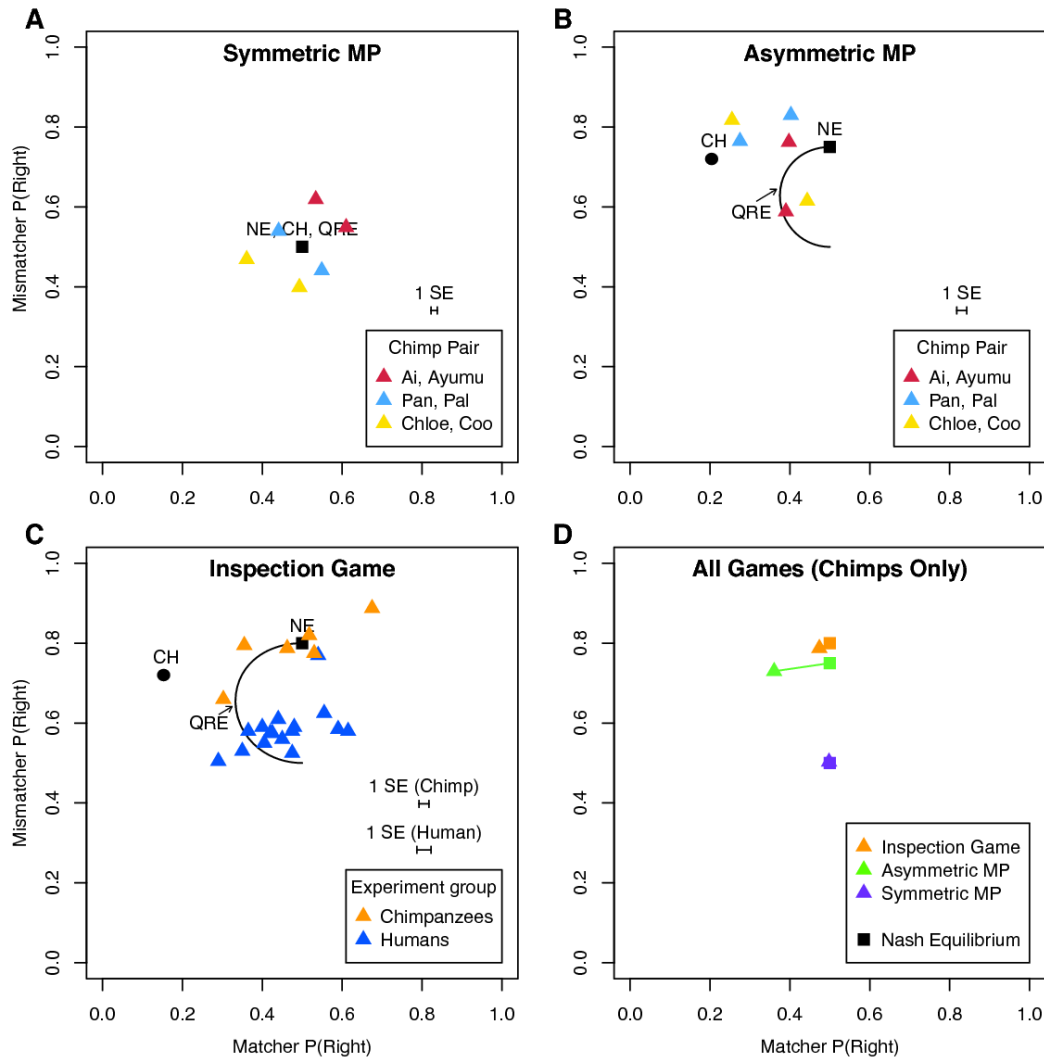 A
Symmetric MP
Mismatcher P(Right)
1.0
0.8
0.6
0.4
0.2
0.0
NE, CH, QRE
1 SE
Chimp Pair
Ai, Ayumu
Pan, Pal
Chloe, Coo
0.0 0.2 0.4 0.6 0.8 1.0
B
Asymmetric MP
1.0
0.8
0.6
0.4
0.2
0.0
CH
NE
QRE
1 SE
Chimp Pair
Ai, Ayumu
Pan, Pal
Chloe, Coo
0.0 0.2 0.4 0.6 0.8 1.0
C
Inspection Game
Mismatcher P(Right)
1.0
0.8
0.6
0.4
0.2
0.0
NE
CH
QRE
1 SE (Chimp)
1 SE (Human)
Experiment group
Chimpanzees
Humans
0.0 0.2 0.4 0.6 0.8 1.0
Matcher P(Right)
D
All Games (Chimps Only)
1.0
0.8
0.6
0.4
0.2
0.0
Inspection Game
Asymmetric MP
Symmetric MP
Nash Equilibrium
0.0 0.2 0.4 0.6 0.8 1.0
Matcher P(Right)